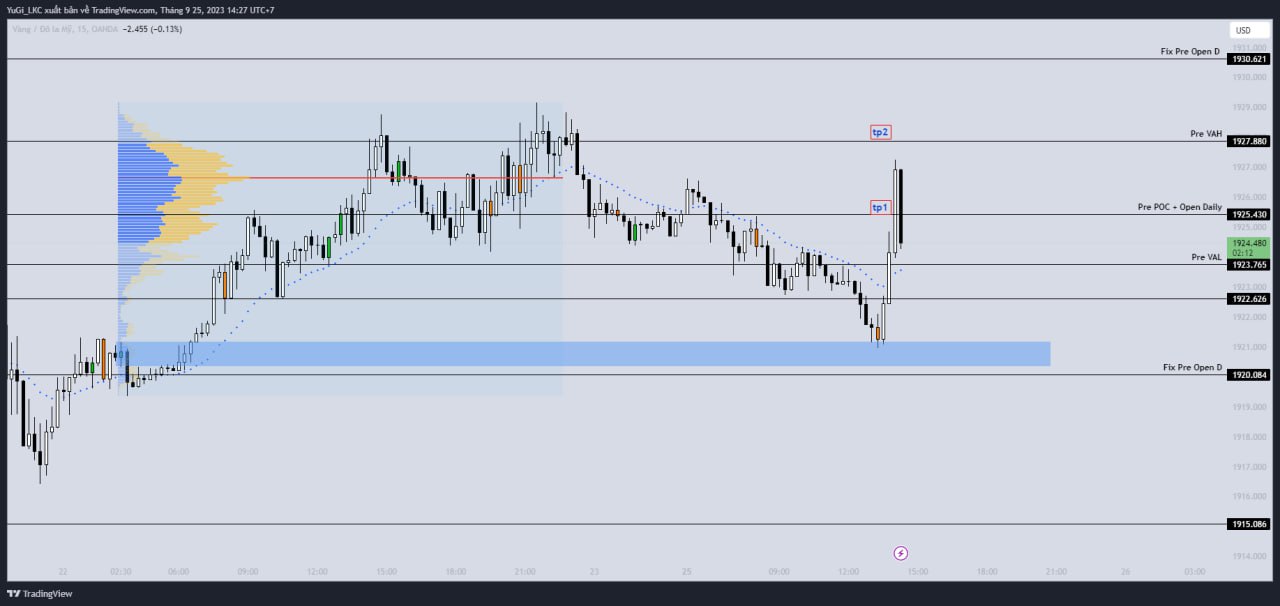 YuGi_LKC xuất bản về TradingView.com, Tháng 9 25, 2023 14:27 UTC+7
Vàng / Đô la Mỹ, 15, OANDA −2.455 (−0.13%)
USD
1931.000
Fix Pre Open D
1930.621
1930.000
1929.000
tp2
Pre VAH
1927.880
1927.000
1926.000
tp1
Pre POC + Open Daily
1925.430
1925.000
1924.480
02:12
Pre VAL
1923.765
1923.000
1922.626
1922.000
1921.000
Fix Pre Open D
1920.084
1919.000
1918.000
1917.000
1916.000
1915.086
1914.000
22 02:30 06:00 09:00 12:00 15:00 18:00 21:00 23 25 09:00 12:00 15:00 18:00 21:00 26 03:00
TradingView